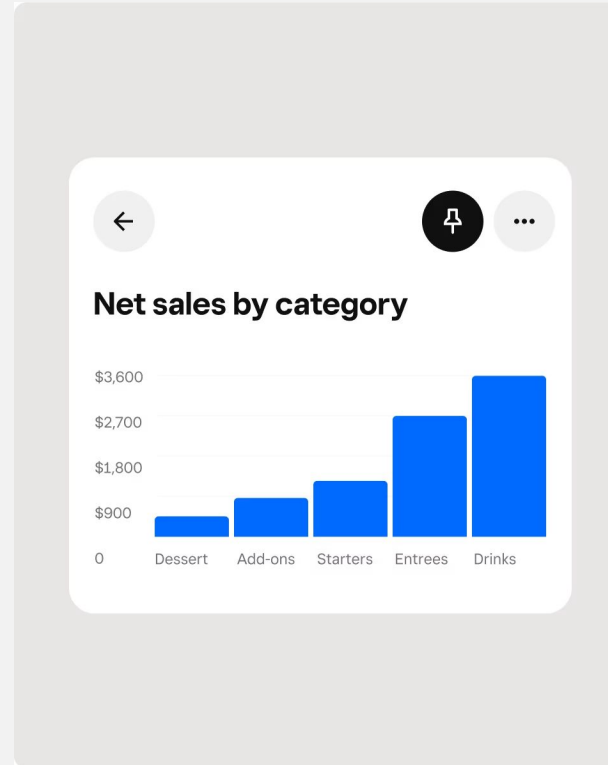 Net sales by category
$3,600
$2,700
$1,800
$900
0 Dessert Add-ons Starters Entrees Drinks